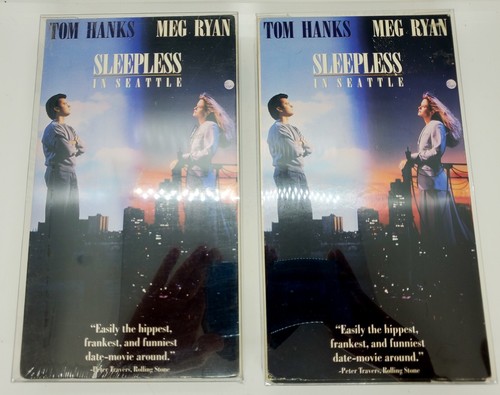 TOM HANKS MEG RYAN
SLEEPLESS
IN SEATTLE
"Easily the hippest,
frankest, and funniest
date-movie around."
-Peter Travers, Rolling Stone
TOM HANKS MEG RYAN
SLEEPLESS
IN SEATTLE
"Easily the hippest,
frankest, and funniest
date-movie around."
-Peter Travers, Rolling Stone